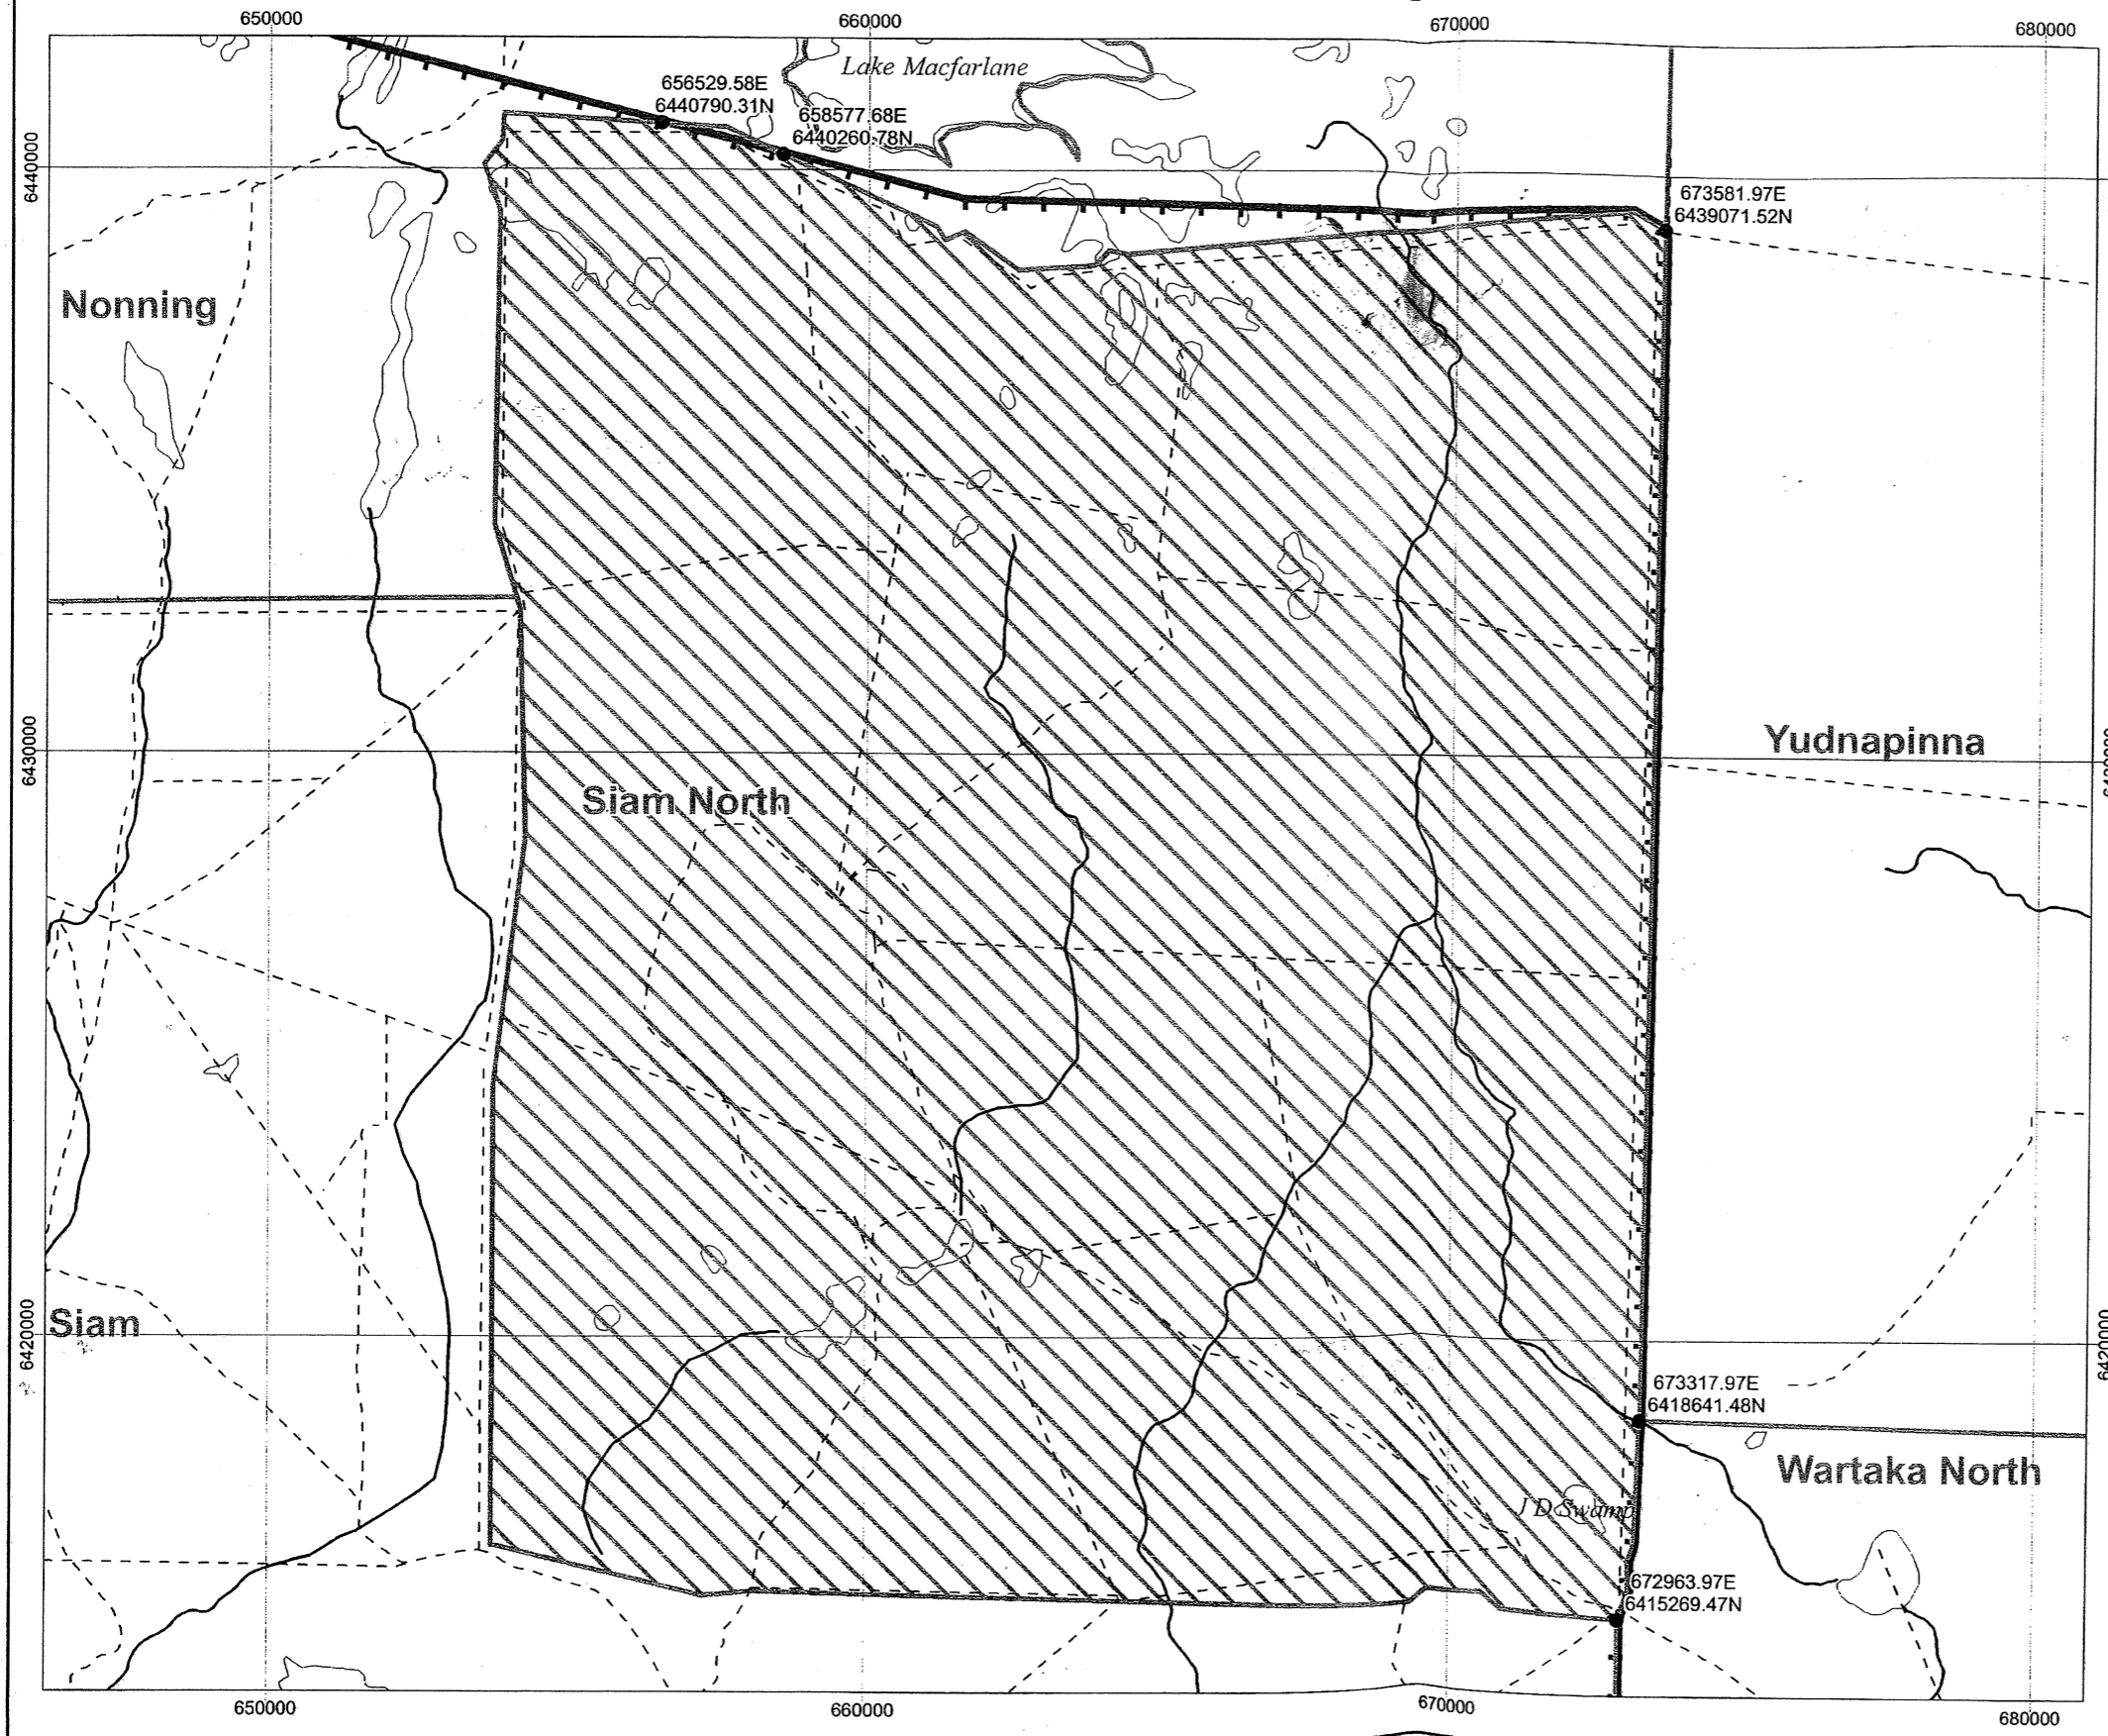 650000
660000
670000
680000
Lake Macfarlane
656529.58E
6440790.31N
658577.68E
6440260.78N
6440000
673581.97E
6439071.52N
Nonning
6430000
Yudnapinna
Siam North
Siam
6420000
6420000
673317.97E
6418641.48N
Wartaka North
J D Swamp
672963.97E
6415269.47N
650000
660000
670000
680000